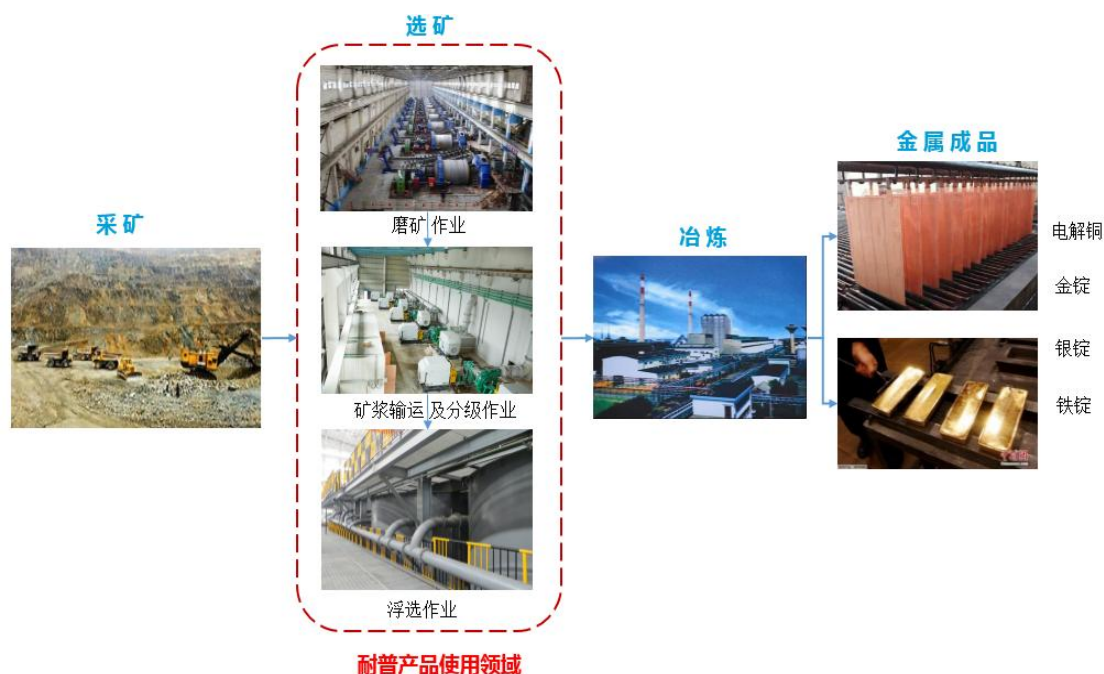 选矿
磨矿 作业
矿浆输运 及分级作业
浮选作业
耐普产品使用领域
采矿
冶炼
金属成品
电解铜
金锭
银锭
铁锭